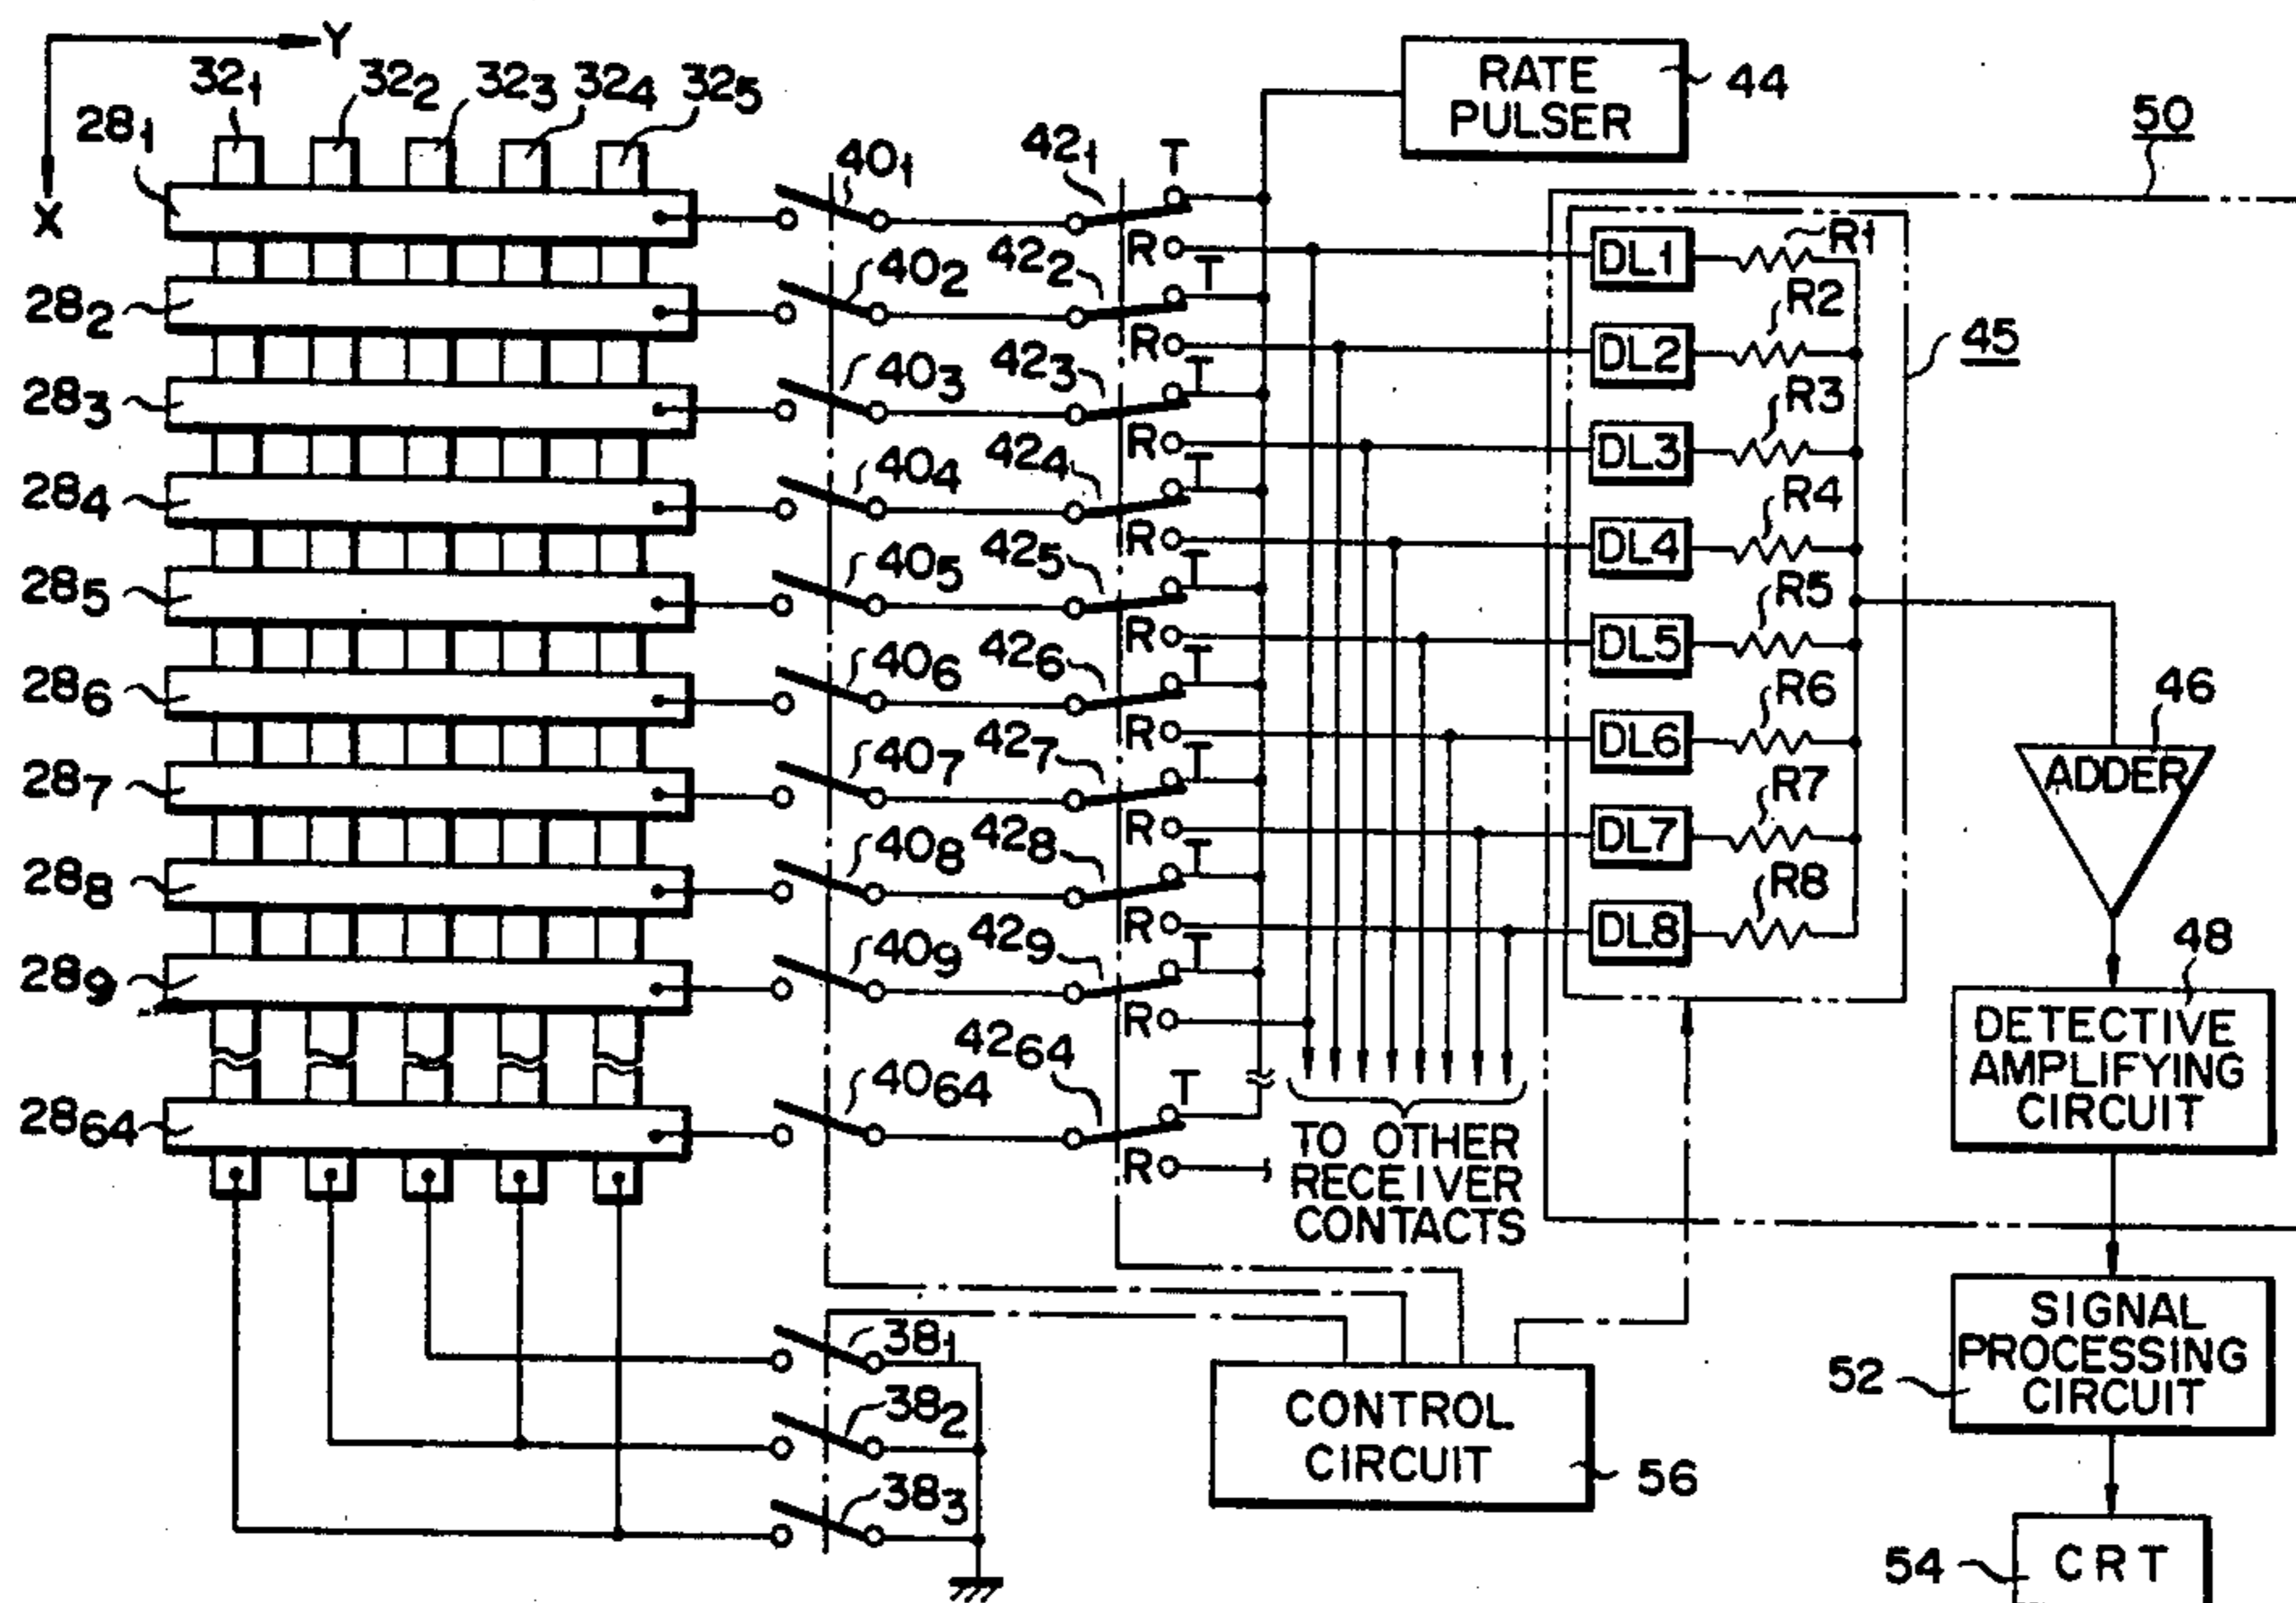 Y
X
32₁ 32₂ 32₃ 32₄ 32₅
28₁
28₂
28₃
28₄
28₅
28₆
28₇
28₈
28₉
28₆₄
40₁
40₂
40₃
40₄
40₅
40₆
40₇
40₈
40₉
40₆₄
42₁ T
R
42₂ T
R
42₃ T
R
42₄ T
R
42₅ T
R
42₆ T
R
42₇ T
R
42₈ T
R
42₉ T
R
42₆₄ T
R
RATE
PULSER
44
50
45
DL1 R1
DL2 R2
DL3 R3
DL4 R4
DL5 R5
DL6 R6
DL7 R7
DL8 R8
TO OTHER
RECEIVER
CONTACTS
46
ADDER
48
DETECTIVE
AMPLIFYING
CIRCUIT
38₁
38₂
38₃
CONTROL
CIRCUIT
56
SIGNAL
PROCESSING
CIRCUIT
52
CRT
54